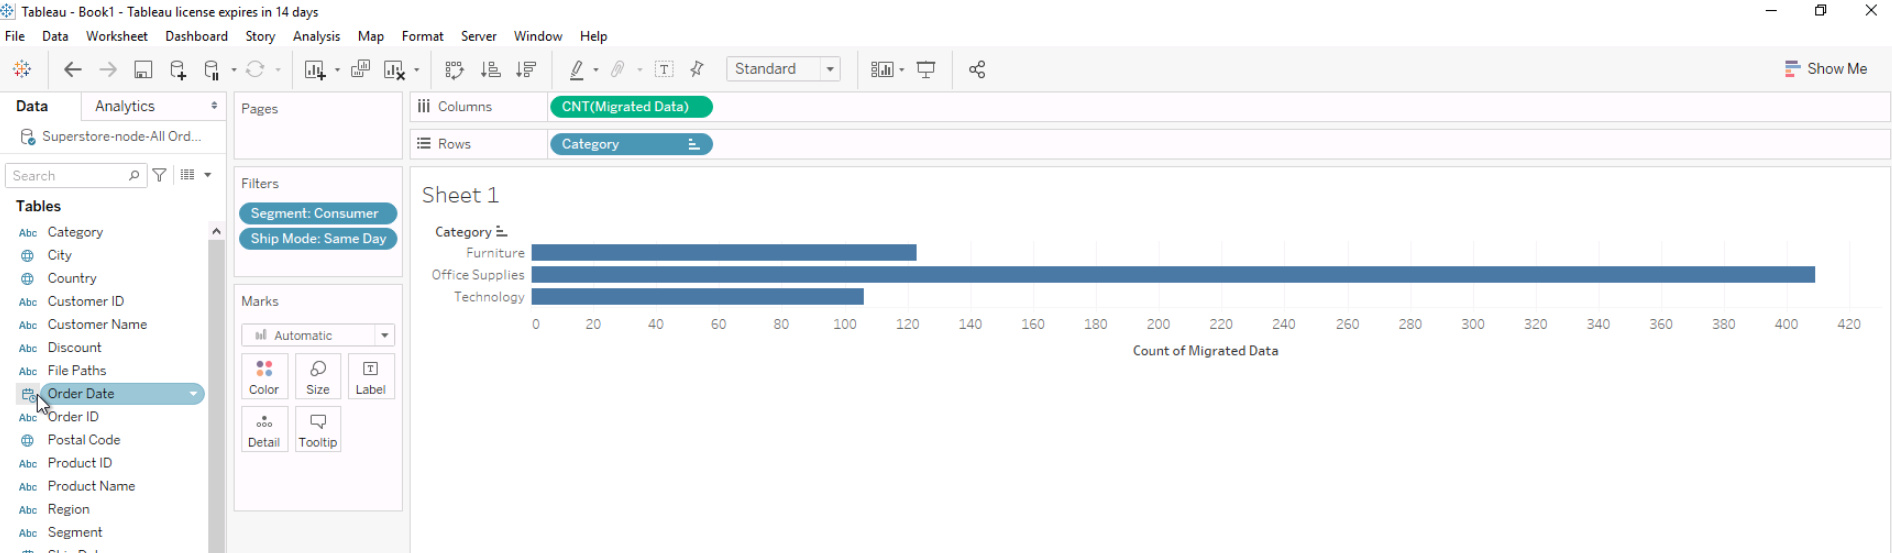 Tableau - Book1 - Tableau license expires in 14 days
File Data Worksheet Dashboard Story Analysis Map Format Server Window Help
Standard
Show Me
Data Analytics
Superstore-node-All Ord...
Search
Tables
Abc Category
City
Country
Abc Customer ID
Abc Customer Name
Abc Discount
Abc File Paths
Order Date
Abc Order ID
Postal Code
Abc Product ID
Abc Product Name
Abc Region
Abc Segment
Pages
Filters
Segment: Consumer
Ship Mode: Same Day
Marks
Automatic
Color Size Label
Detail Tooltip
Columns CNT(Migrated Data)
Rows Category
Sheet 1
Category
Furniture
Office Supplies
Technology
0 20 40 60 80 100 120 140 160 180 200 220 240 260 280 300 320 340 360 380 400 420
Count of Migrated Data